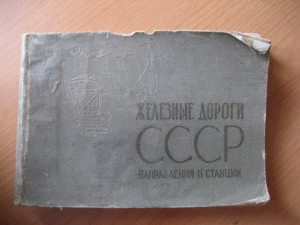 ЖЕЛЕЗНЫЕ ДОРОГИ
СССР
НАПРАВЛЕНИЯ И СТАНЦИИ